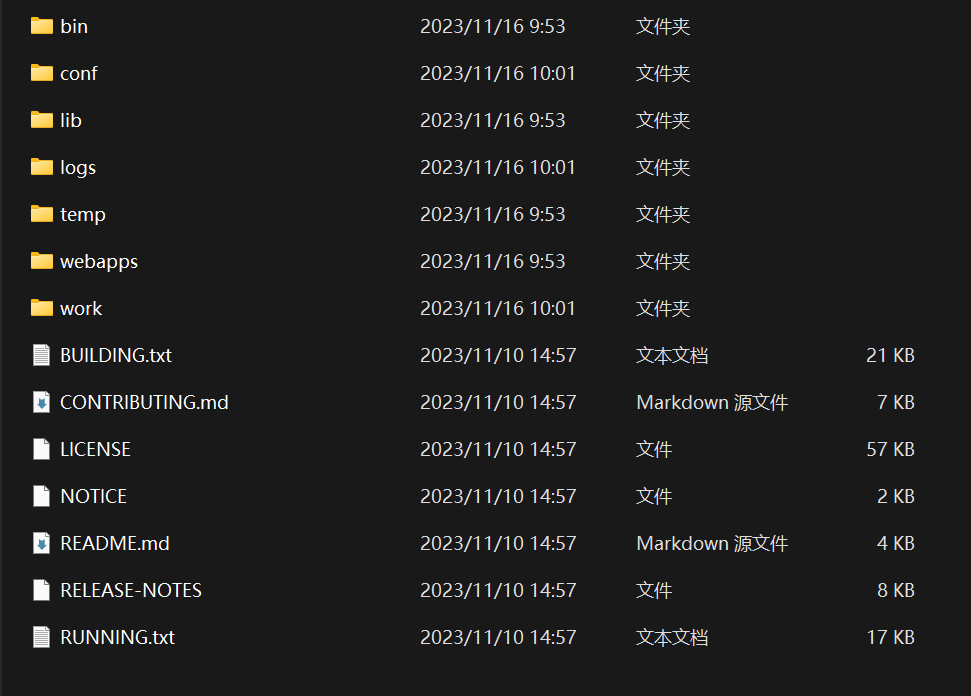 bin 2023/11/16 9:53 文件夹
conf 2023/11/16 10:01 文件夹
lib 2023/11/16 9:53 文件夹
logs 2023/11/16 10:01 文件夹
temp 2023/11/16 9:53 文件夹
webapps 2023/11/16 9:53 文件夹
work 2023/11/16 10:01 文件夹
BUILDING.txt 2023/11/10 14:57 文本文档 21 KB
CONTRIBUTING.md 2023/11/10 14:57 Markdown 源文件 7 KB
LICENSE 2023/11/10 14:57 文件 57 KB
NOTICE 2023/11/10 14:57 文件 2 KB
README.md 2023/11/10 14:57 Markdown 源文件 4 KB
RELEASE-NOTES 2023/11/10 14:57 文件 8 KB
RUNNING.txt 2023/11/10 14:57 文本文档 17 KB